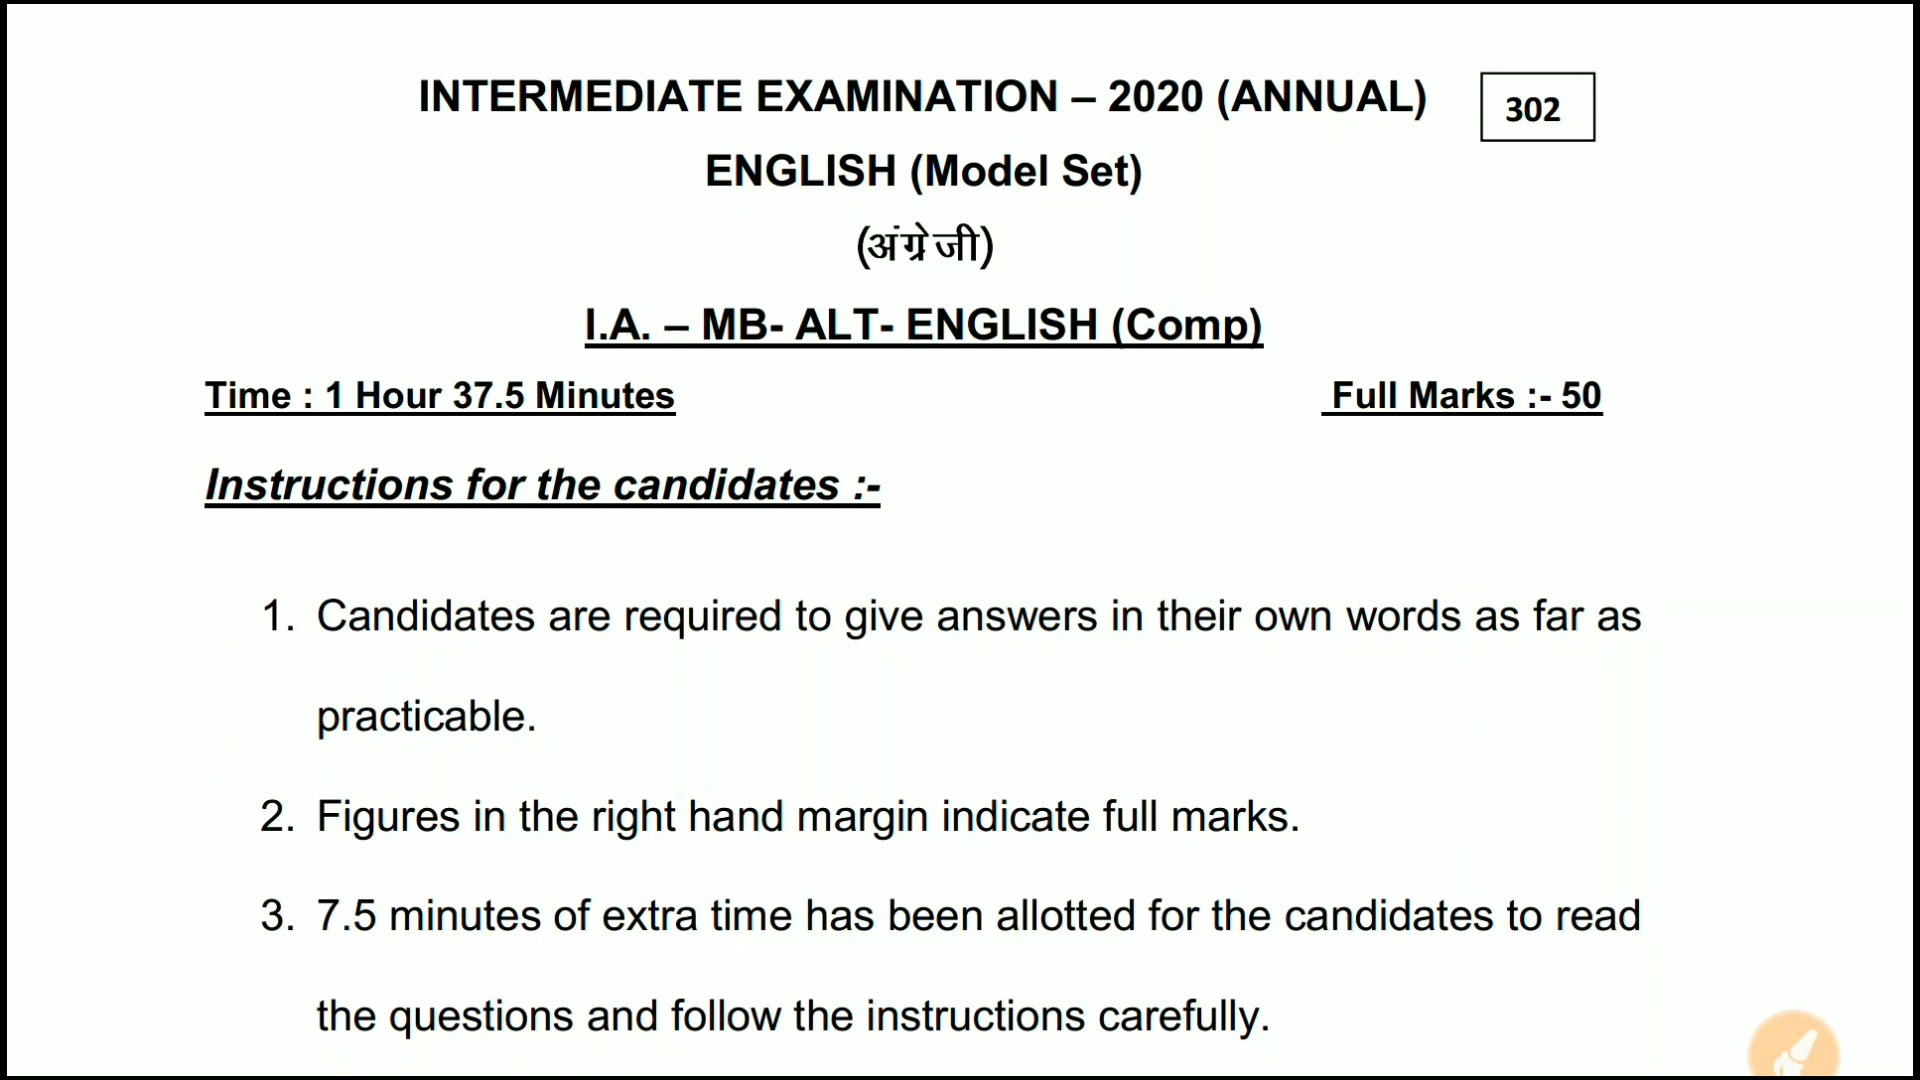 INTERMEDIATE EXAMINATION – 2020 (ANNUAL)
302
ENGLISH (Model Set)
(अंग्रेजी)
I.A. – MB- ALT- ENGLISH (Comp)
Time : 1 Hour 37.5 Minutes Full Marks :- 50
Instructions for the candidates :-
1. Candidates are required to give answers in their own words as far as
practicable.
2. Figures in the right hand margin indicate full marks.
3. 7.5 minutes of extra time has been allotted for the candidates to read
the questions and follow the instructions carefully.